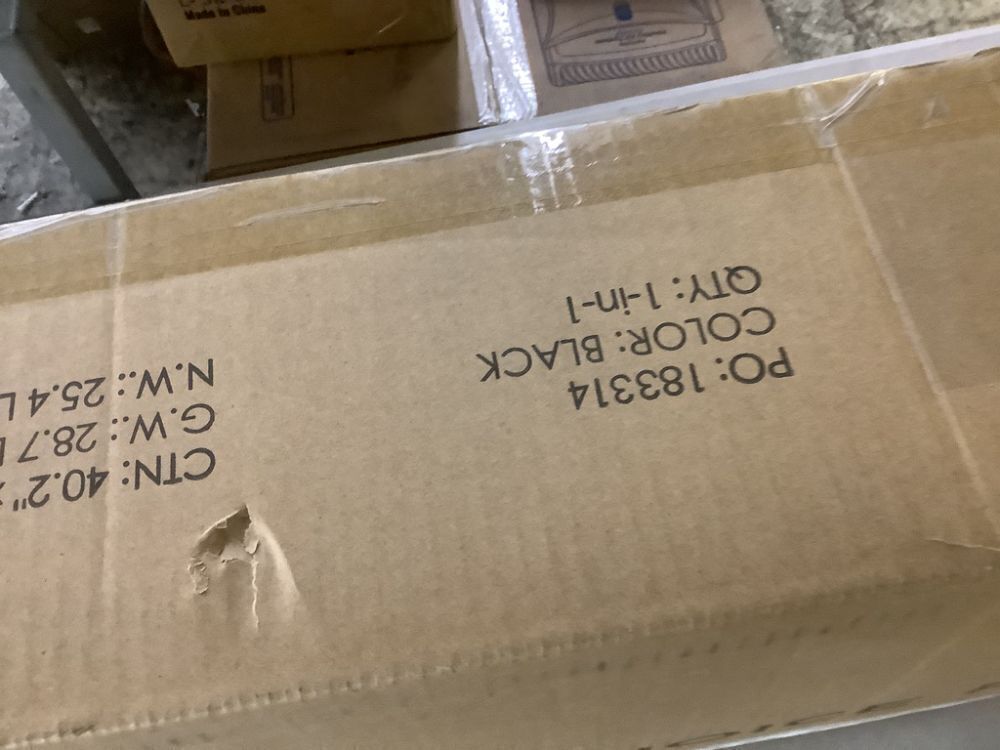 Made in China
PO: 183314
COLOR: BLACK
QTY: 1-in-1
CTN: 40.2"
G.W.: 28.7
N.W.: 25.4 L